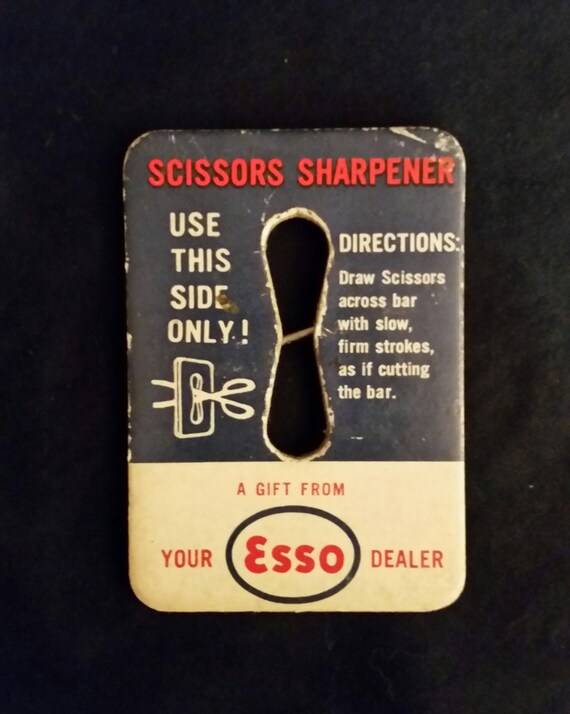 SCISSORS SHARPENER
USE
THIS
SIDE
ONLY!
DIRECTIONS:
Draw Scissors
across bar
with slow,
firm strokes,
as if cutting
the bar.
A GIFT FROM
YOUR Esso DEALER